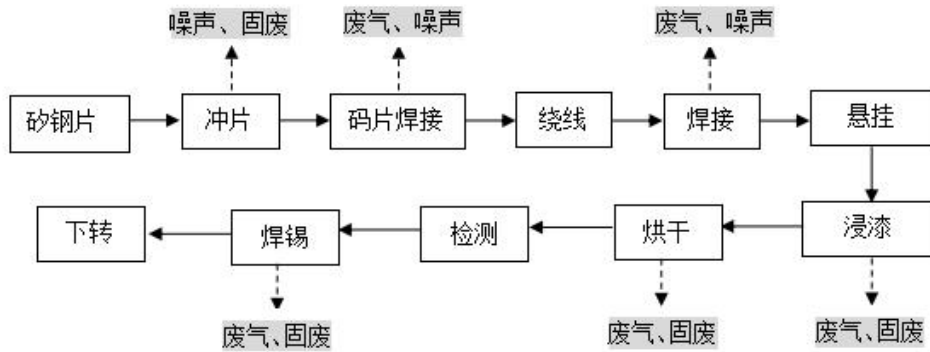 噪声、固废
废气、噪声
废气、噪声
矽钢片
冲片
码片焊接
绕线
焊接
悬挂
下转
焊锡
检测
烘干
浸漆
废气、固废
废气、固废
废气、固废